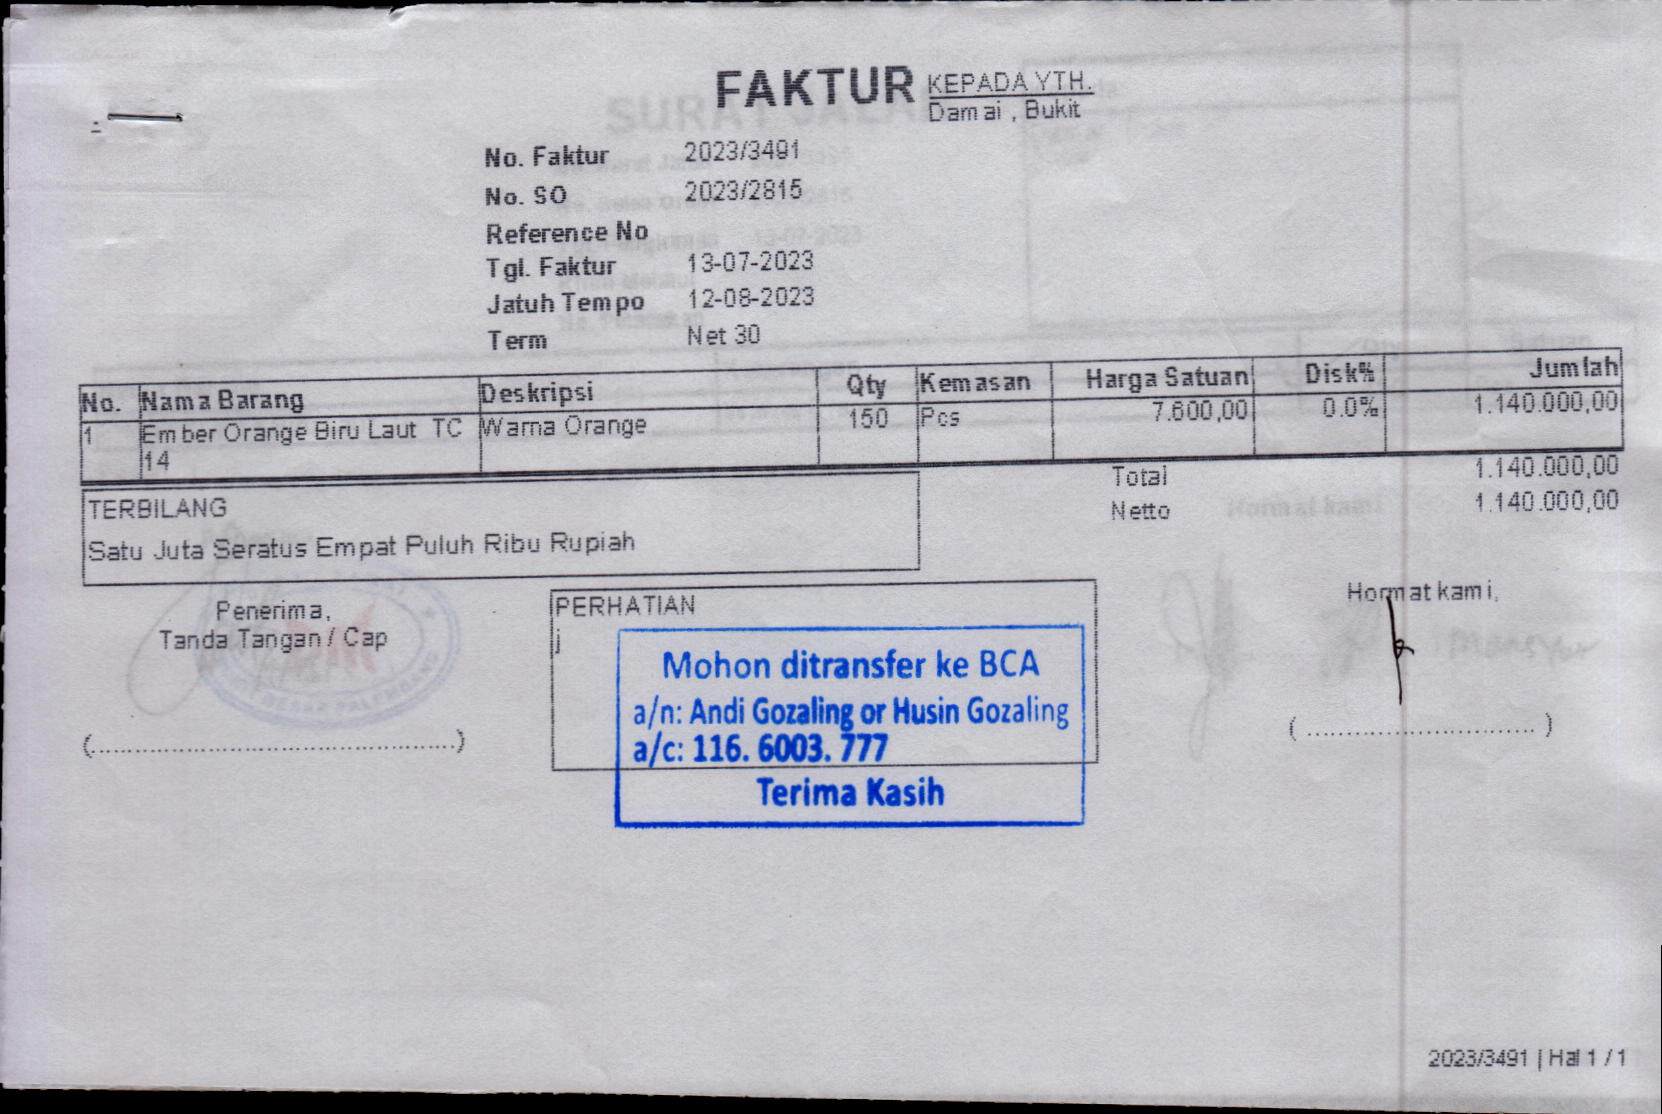 FAKTUR KEPADA YTH.
Damai , Bukit
No. Faktur 2023/3491
No. SO 2023/2815
Reference No
Tgl. Faktur 13-07-2023
Jatuh Tempo 12-08-2023
Term Net 30
No. Nama Barang Deskripsi Qty Kemasan Harga Satuan Disk% Jumlah
1 Ember Orange Biru Laut TC Warna Orange 150 Pcs 7.600,00 0.0% 1.140.000,00
14
Total 1.140.000,00
Netto 1.140.000,00
TERBILANG
Satu Juta Seratus Empat Puluh Ribu Rupiah
Penerima,
Tanda Tangan / Cap
(................................................)
PERHATIAN
j
Mohon ditransfer ke BCA
a/n: Andi Gozaling or Husin Gozaling
a/c: 116. 6003. 777
Terima Kasih
Hormat kami,
( .............................. )
2023/3491 | Hal 1 / 1